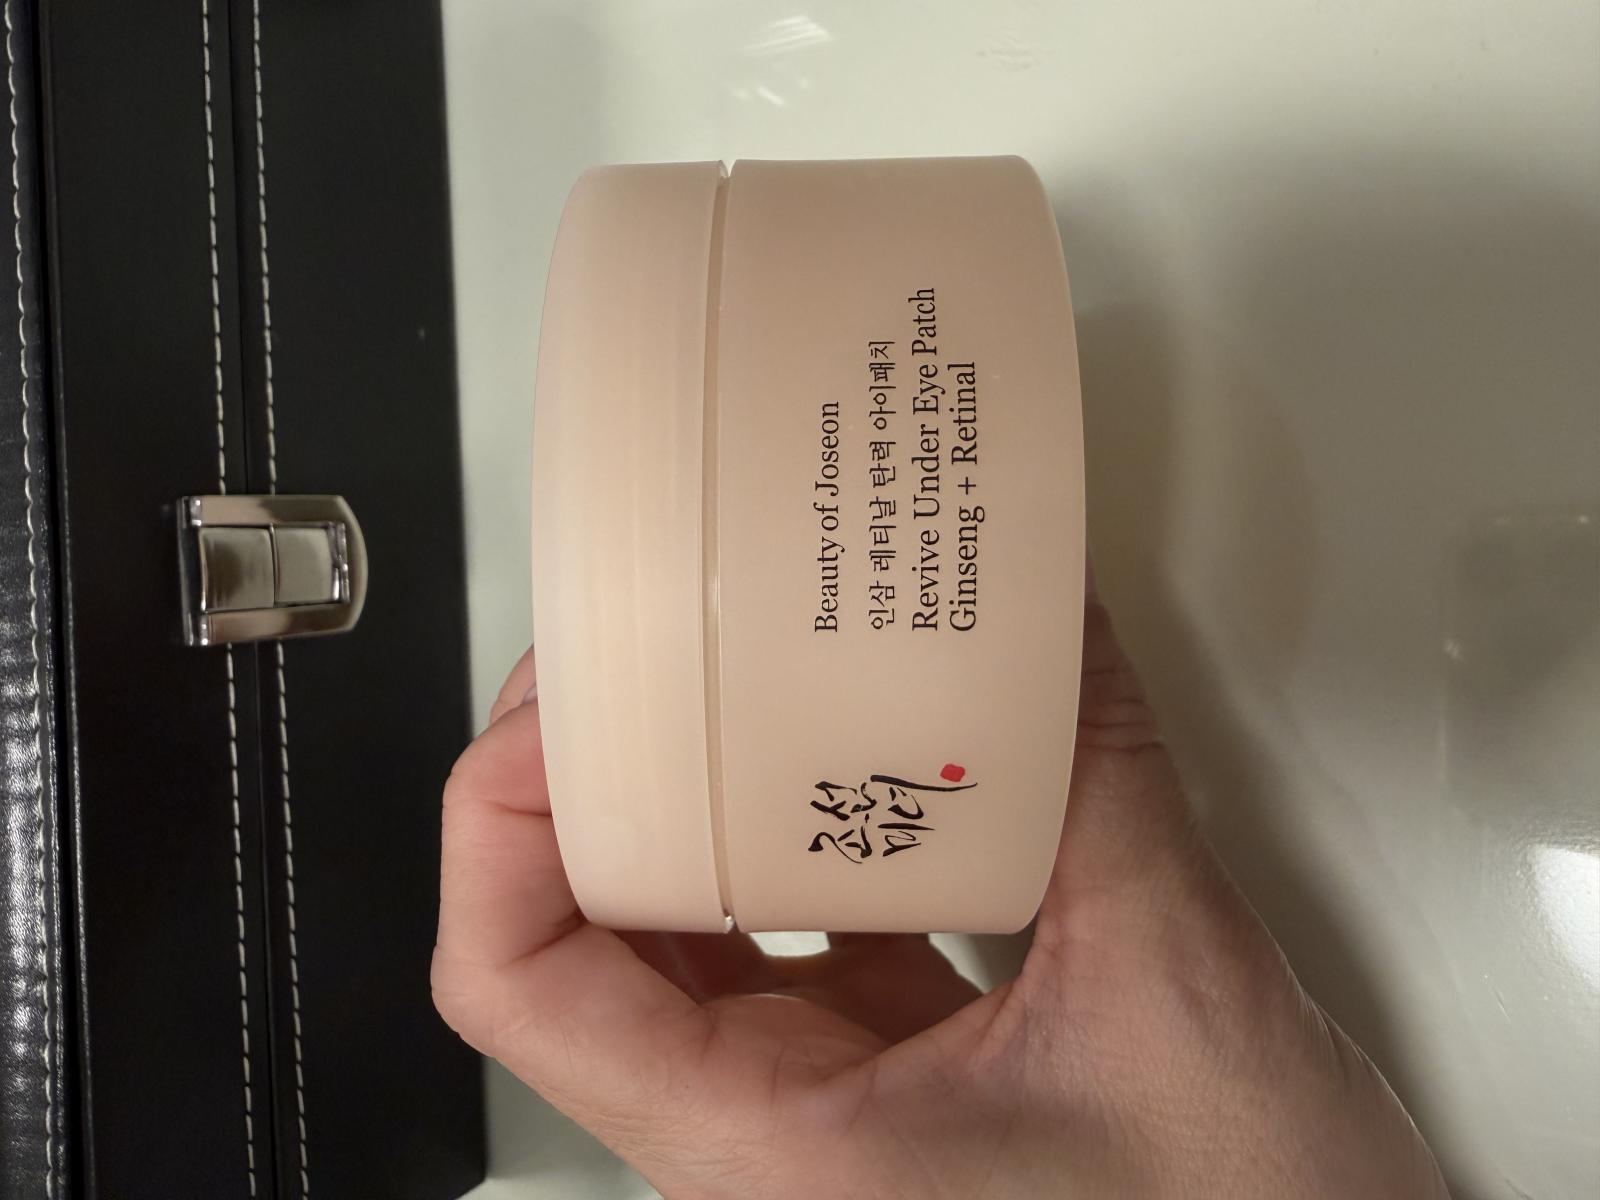 조선
미녀
Beauty of Joseon
인삼 레티날 탄력 아이패치
Revive Under Eye Patch
Ginseng + Retinal